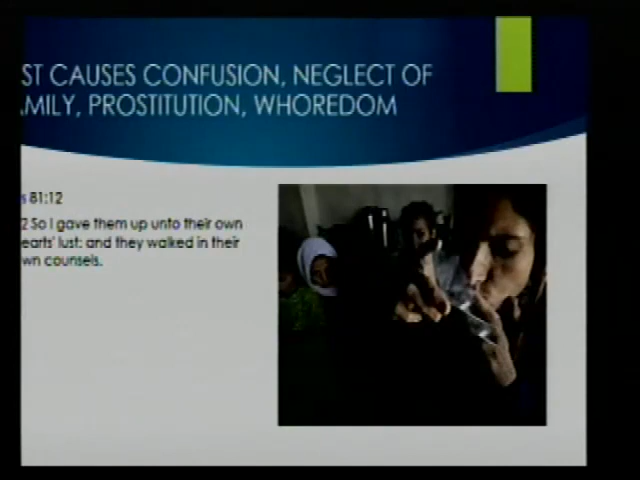 ST CAUSES CONFUSION, NEGLECT OF
MILY, PROSTITUTION, WHOREDOM
s 81:12
2 So I gave them up unto their own
earts' lust: and they walked in their
wn counsels.